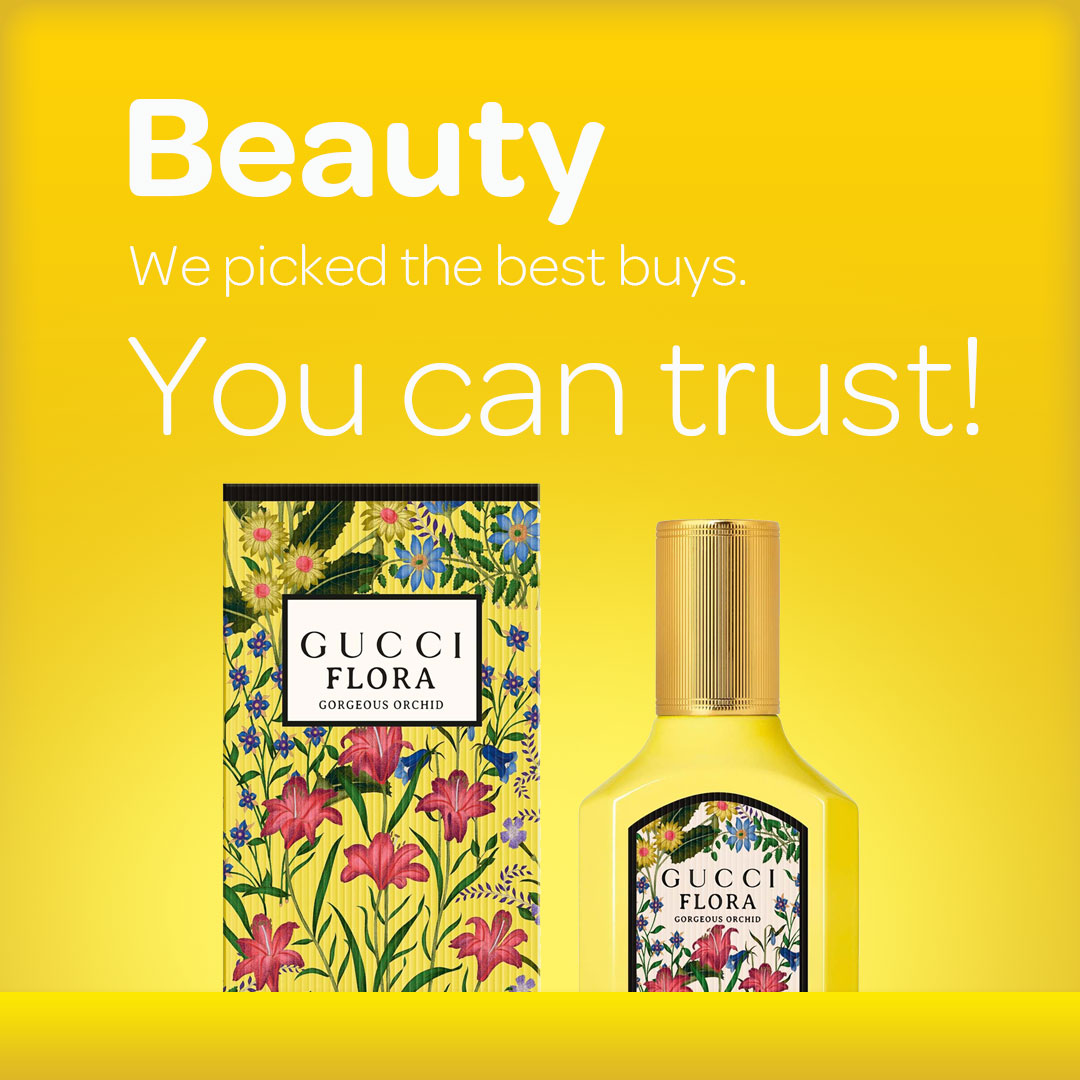 Beauty
We picked the best buys.
You can trust!
GUCCI
FLORA
GORGEOUS ORCHID
GUCCI
FLORA
GORGEOUS ORCHID